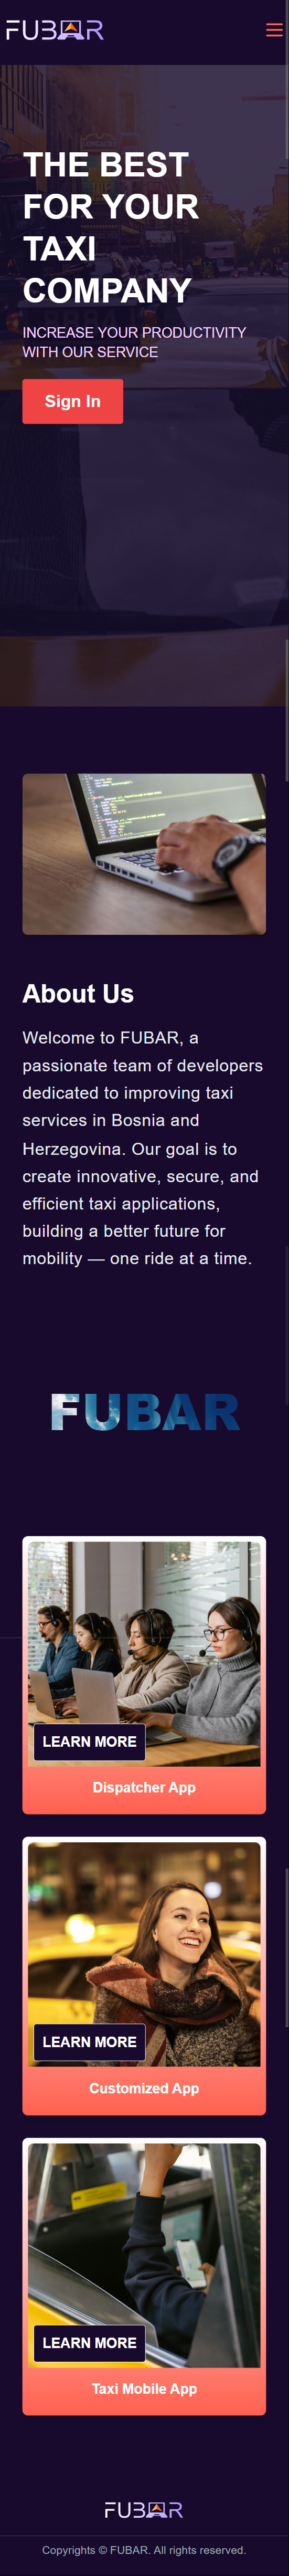 FUBAR
THE BEST
FOR YOUR
TAXI
COMPANY
INCREASE YOUR PRODUCTIVITY
WITH OUR SERVICE
Sign In
About Us
Welcome to FUBAR, a
passionate team of developers
dedicated to improving taxi
services in Bosnia and
Herzegovina. Our goal is to
create innovative, secure, and
efficient taxi applications,
building a better future for
mobility — one ride at a time.
FUBAR
LEARN MORE
Dispatcher App
LEARN MORE
Customized App
LEARN MORE
Taxi Mobile App
FUBAR
Copyrights © FUBAR. All rights reserved.